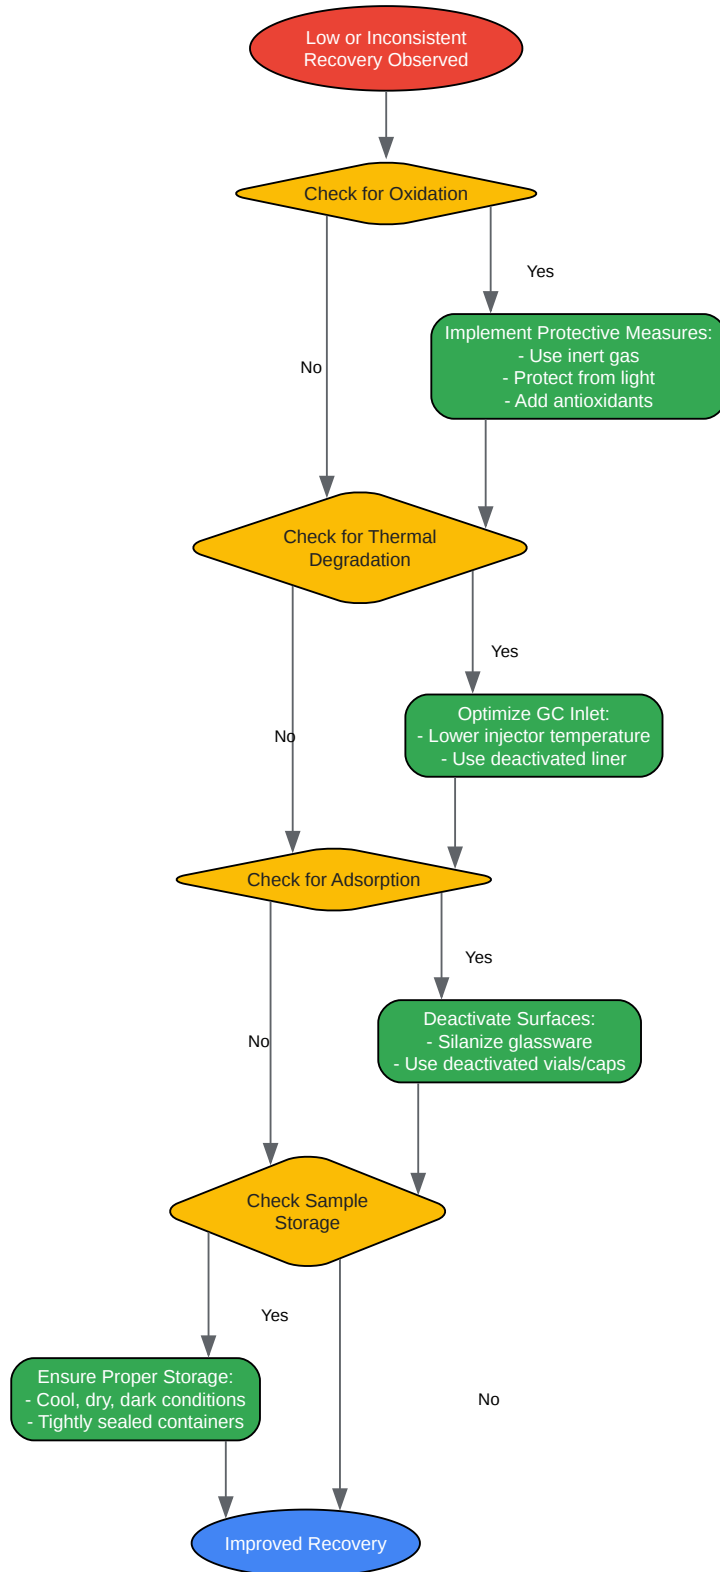 Low or Inconsistent
Recovery Observed
Check for Oxidation
Yes
Implement Protective Measures:
- Use inert gas
- Protect from light
- Add antioxidants
No
Check for Thermal
Degradation
Yes
Optimize GC Inlet:
- Lower injector temperature
- Use deactivated liner
No
Check for Adsorption
Yes
Deactivate Surfaces:
- Silanize glassware
- Use deactivated vials/caps
No
Check Sample
Storage
Yes
Ensure Proper Storage:
- Cool, dry, dark conditions
- Tightly sealed containers
No
Improved Recovery